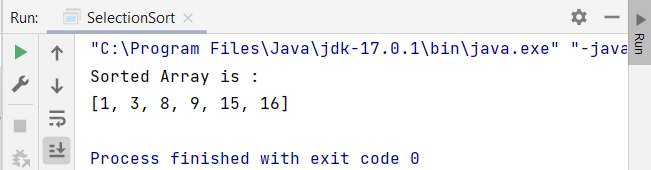 Run: SelectionSort
"C:\Program Files\Java\jdk-17.0.1\bin\java.exe" "-java
Sorted Array is :
[1, 3, 8, 9, 15, 16]
Process finished with exit code 0
Run